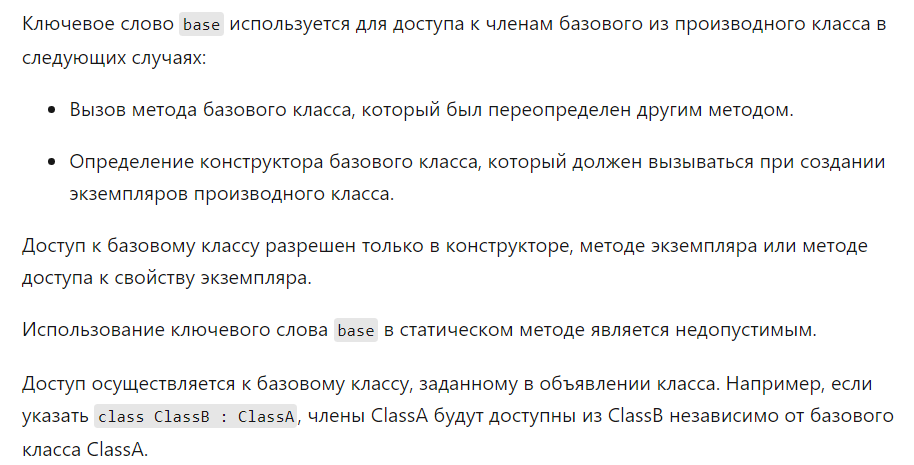 Ключевое слово base используется для доступа к членам базового из производного класса в
следующих случаях:
• Вызов метода базового класса, который был переопределен другим методом.
• Определение конструктора базового класса, который должен вызываться при создании
экземпляров производного класса.
Доступ к базовому классу разрешен только в конструкторе, методе экземпляра или методе
доступа к свойству экземпляра.
Использование ключевого слова base в статическом методе является недопустимым.
Доступ осуществляется к базовому классу, заданному в объявлении класса. Например, если
указать class ClassB : ClassA, члены ClassA будут доступны из ClassB независимо от базового
класса ClassA.